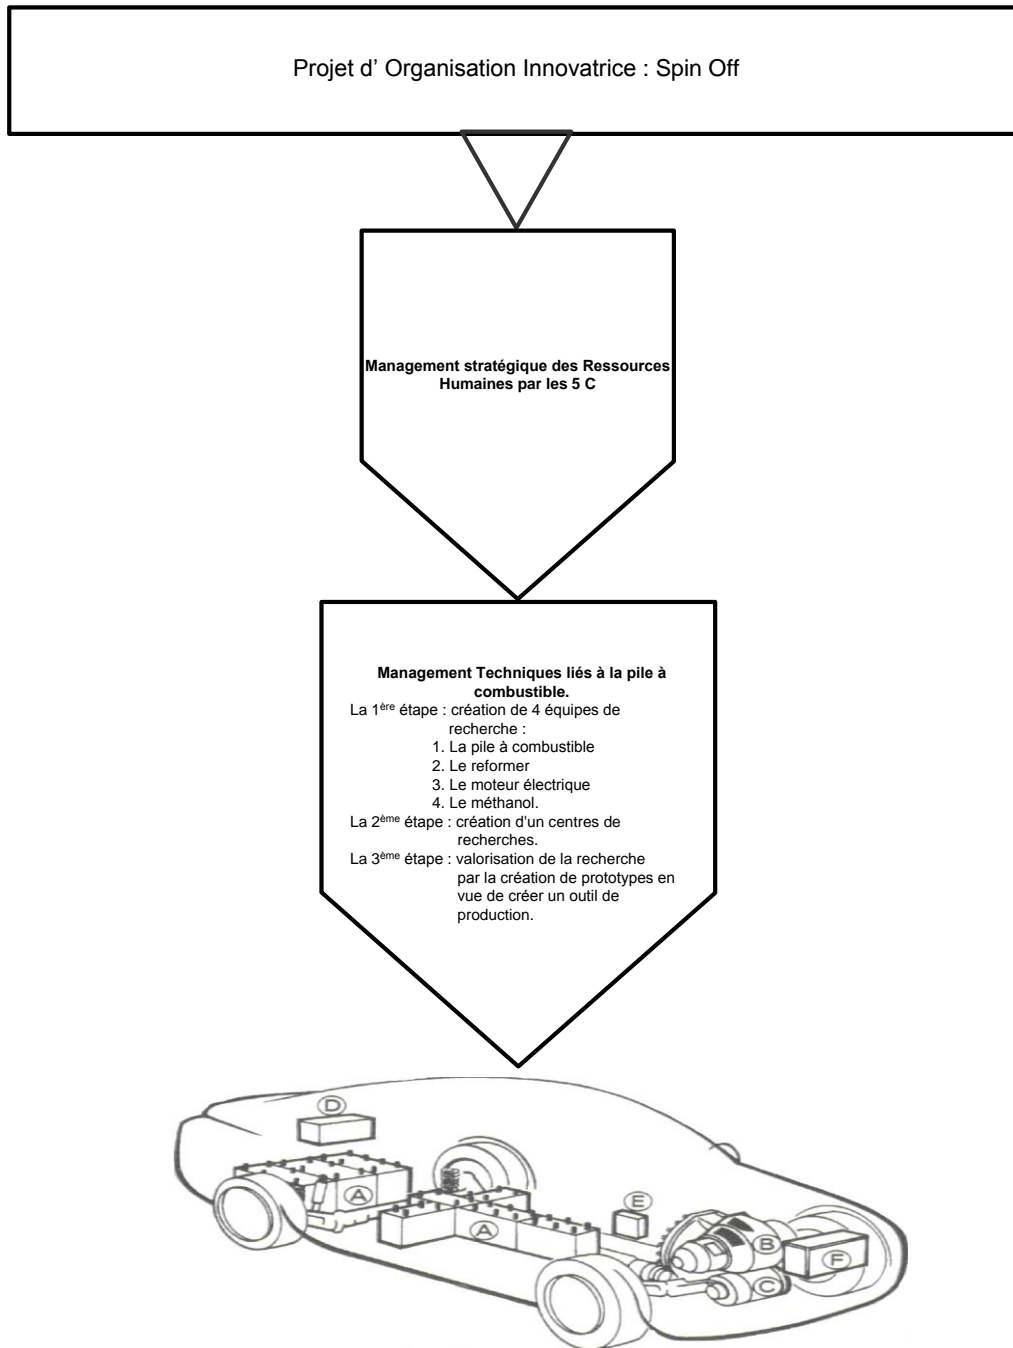 Projet d’ Organisation Innovatrice : Spin Off
Management stratégique des Ressources
Humaines par les 5 C
Management Techniques liés à la pile à
combustible.
La 1ère étape : création de 4 équipes de
recherche :
1. La pile à combustible
2. Le reformer
3. Le moteur électrique
4. Le méthanol.
La 2ème étape : création d’un centres de
recherches.
La 3ème étape : valorisation de la recherche
par la création de prototypes en
vue de créer un outil de
production.
D
A
A
E
B
F
C